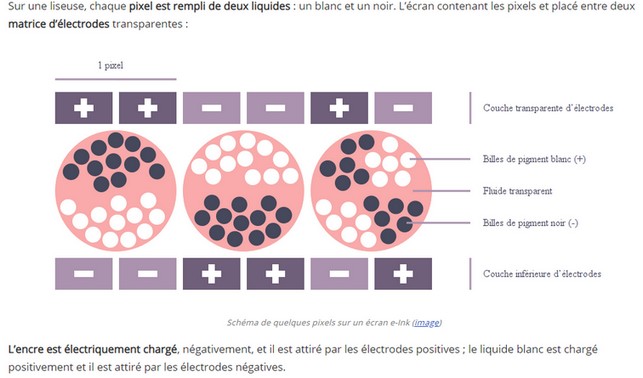 Sur une liseuse, chaque pixel est rempli de deux liquides : un blanc et un noir. L'écran contenant les pixels et placé entre deux
matrice d'électrodes transparentes :
1 pixel
+ + − − + −
Couche transparente d'électrodes
Billes de pigment blanc (+)
Fluide transparent
Billes de pigment noir (-)
− − + + − +
Couche inférieure d'électrodes
Schéma de quelques pixels sur un écran e-Ink (image)
L'encre est électriquement chargé, négativement, et il est attiré par les électrodes positives ; le liquide blanc est chargé
positivement et il est attiré par les électrodes négatives.